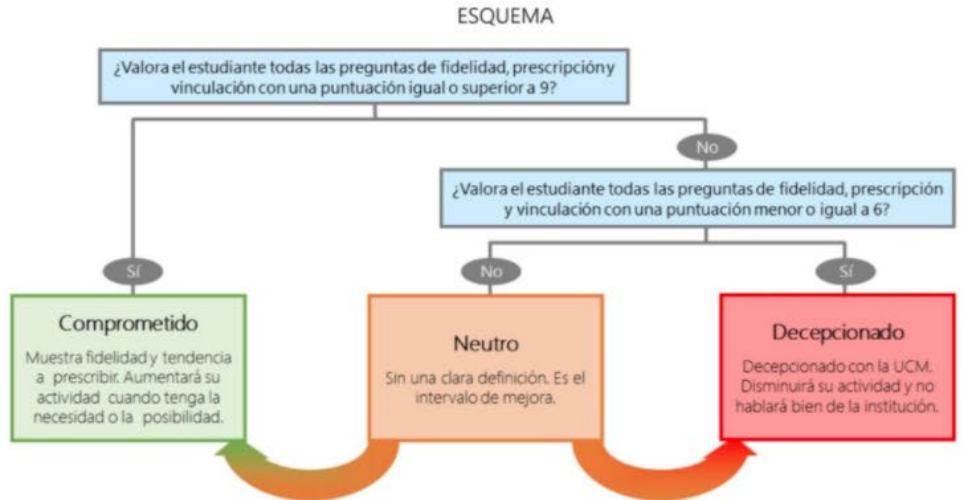 ESQUEMA
¿Valora el estudiante todas las preguntas de fidelidad, prescripción y
vinculación con una puntuación igual o superior a 9?
No
¿Valora el estudiante todas las preguntas de fidelidad, prescripción
y vinculación con una puntuación menor o igual a 6?
Sí
No
Sí
Comprometido
Muestra fidelidad y tendencia
a prescribir. Aumentará su
actividad cuando tenga la
necesidad o la posibilidad.
Neutro
Sin una clara definición. Es el
intervalo de mejora.
Decepcionado
Decepcionado con la UCM.
Disminuirá su actividad y no
hablará bien de la institución.